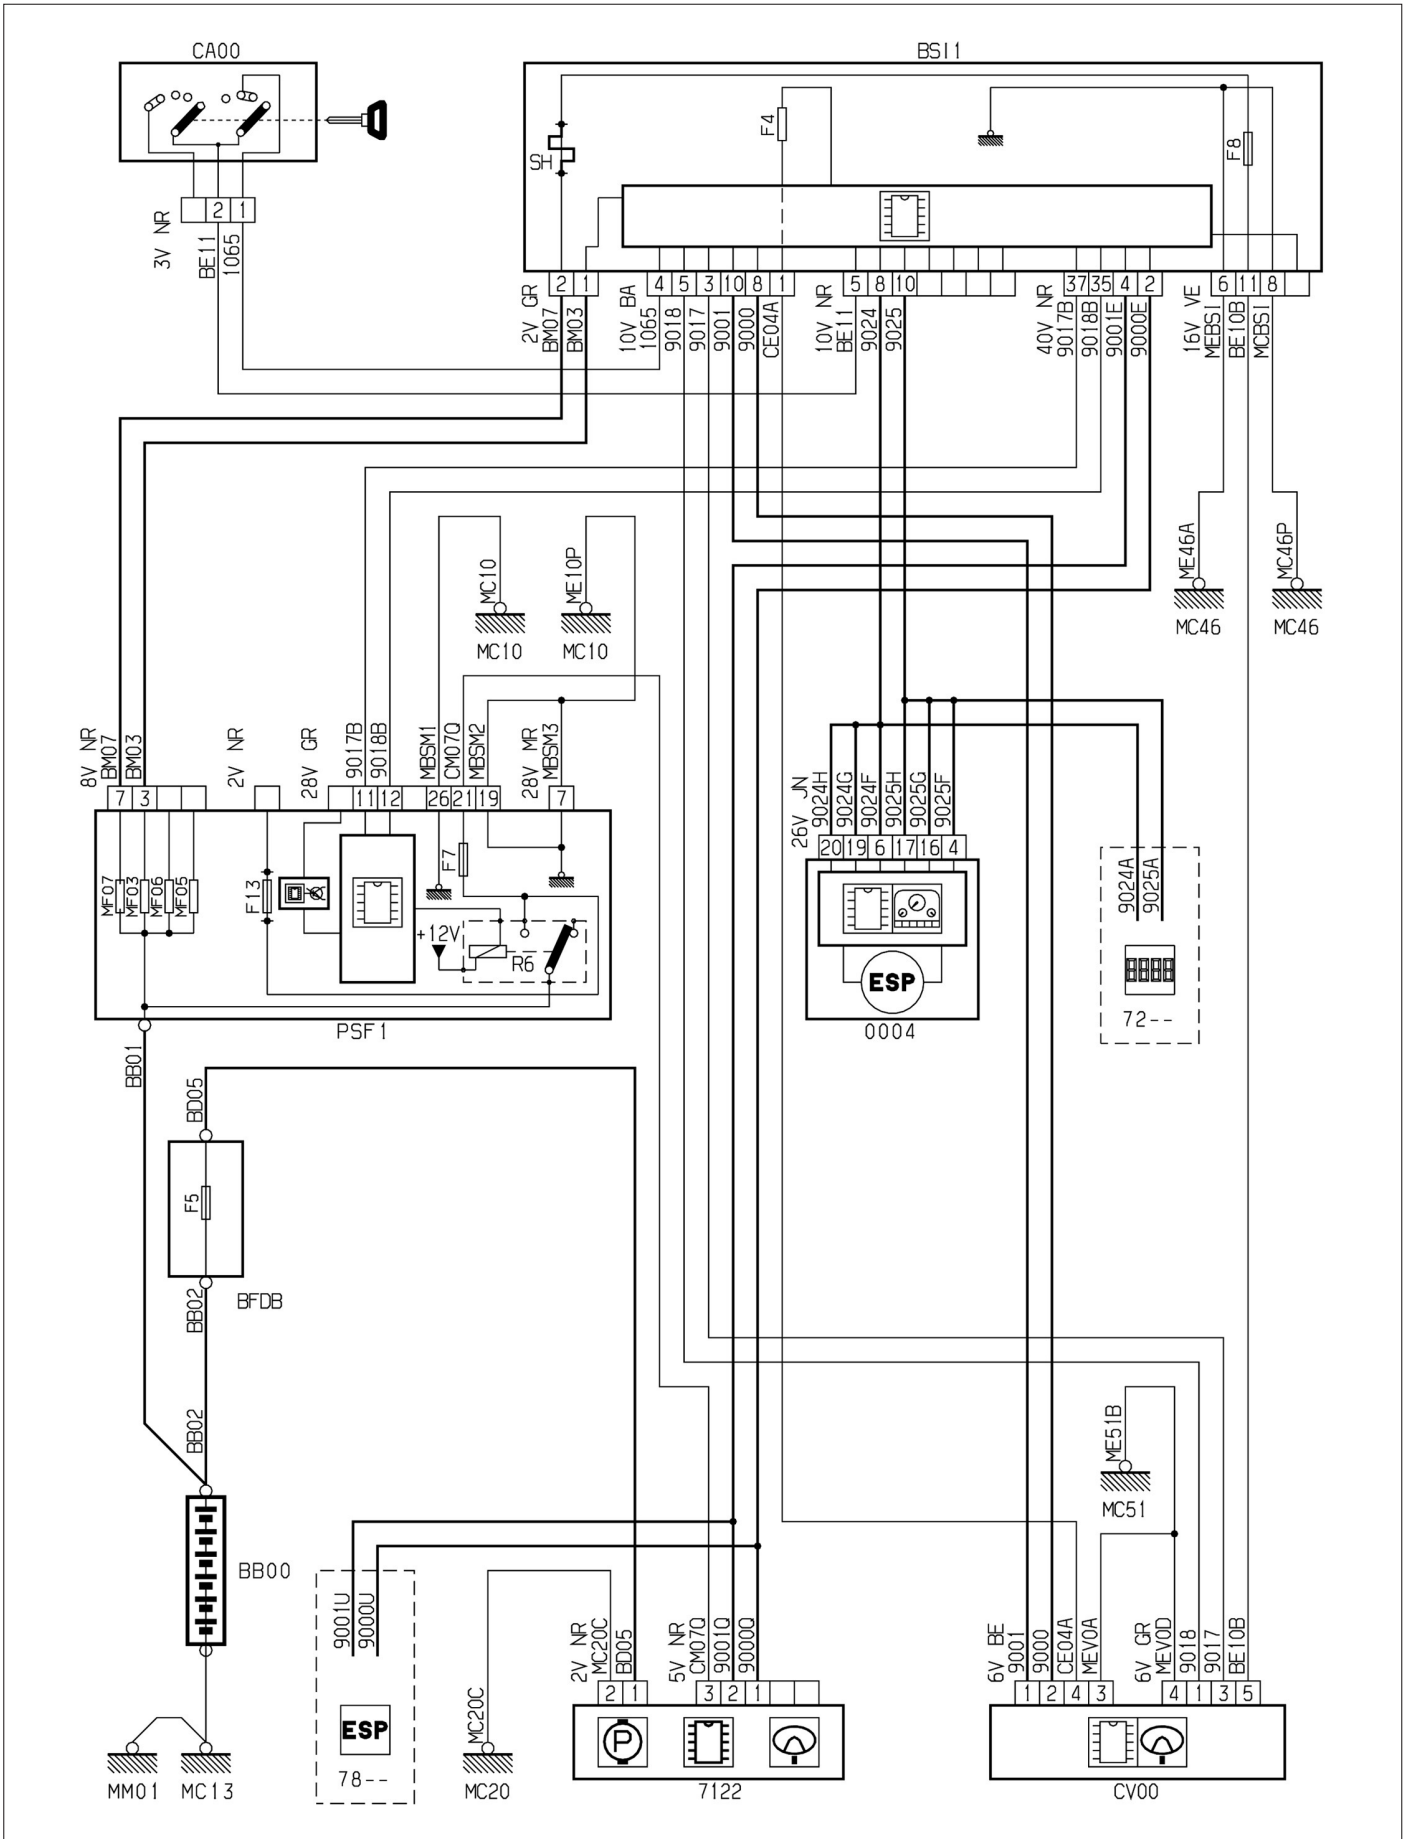 CA00
BSI1
F4
F8
SH
2 1
3V NR
BE11
1065
2 1
4 5 3 10 8 1
5 8 10
37 35 4 2
6 11 8
2V GR
BM07
BM03
10V BA
1065
9018
9017
9001
9000
CE04A
10V NR
BE11
9024
9025
40V NR
9017B
9018B
9001E
9000E
16V VE
MEBSI
BE10B
MCBSI
MC10
ME10P
MC10
MC10
ME46A
MC46P
MC46
MC46
8V NR
BM07
BM03
2V NR
28V GR
9017B
9018B
MBSM1
CM07Q
MBSM2
28V MR
MBSM3
7 3
11 12
26 21 19
7
MF07
MF03
MF06
MF05
F13
F7
+12V
R6
PSF1
26V JN
9024H
9024G
9024F
9025H
9025G
9025F
20 19 6 17 16 4
ESP
0004
9024A
9025A
72--
BB01
BD05
F5
BFDB
BB02
BB02
BB00
MM01
MC13
9001U
9000U
ESP
78--
MC20C
MC20
2V NR
MC20C
BD05
5V NR
CM07Q
9001Q
9000Q
2 1
3 2 1
P
7122
ME51B
MC51
6V BE
9001
9000
CE04A
MEV0A
6V GR
MEV0D
9018
9017
BE10B
1 2 4 3
4 1 3 5
CV00